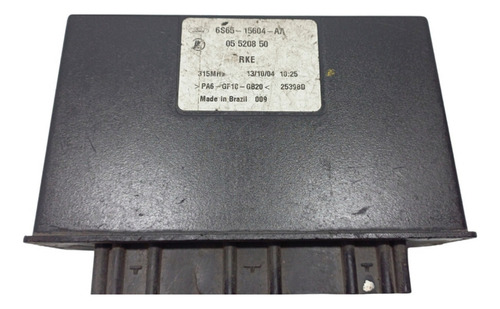 6S65-15604-AA
05 5208 50
RKE
315MHz 13/10/04 10:25
>PA6-GF10-GB20< 25398D
Made in Brazil 009